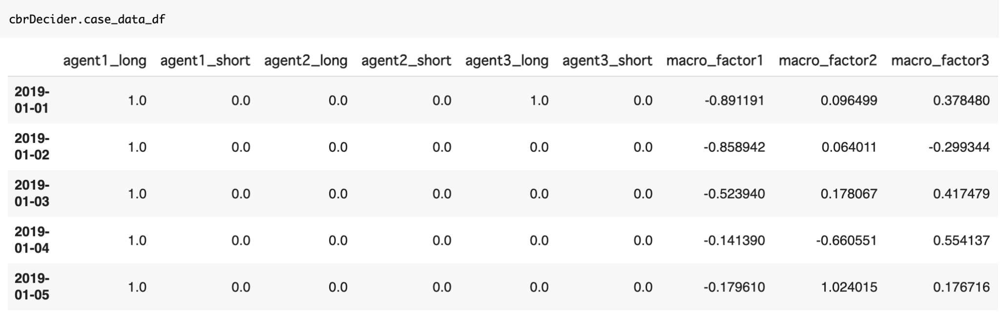 cbrDecider.case_data_df
agent1_long agent1_short agent2_long agent2_short agent3_long agent3_short macro_factor1 macro_factor2 macro_factor3
2019-
01-01 1.0 0.0 0.0 0.0 1.0 0.0 -0.891191 0.096499 0.378480
2019-
01-02 1.0 0.0 0.0 0.0 0.0 0.0 -0.858942 0.064011 -0.299344
2019-
01-03 1.0 0.0 0.0 0.0 0.0 0.0 -0.523940 0.178067 0.417479
2019-
01-04 1.0 0.0 0.0 0.0 0.0 0.0 -0.141390 -0.660551 0.554137
2019-
01-05 1.0 0.0 0.0 0.0 0.0 0.0 -0.179610 1.024015 0.176716